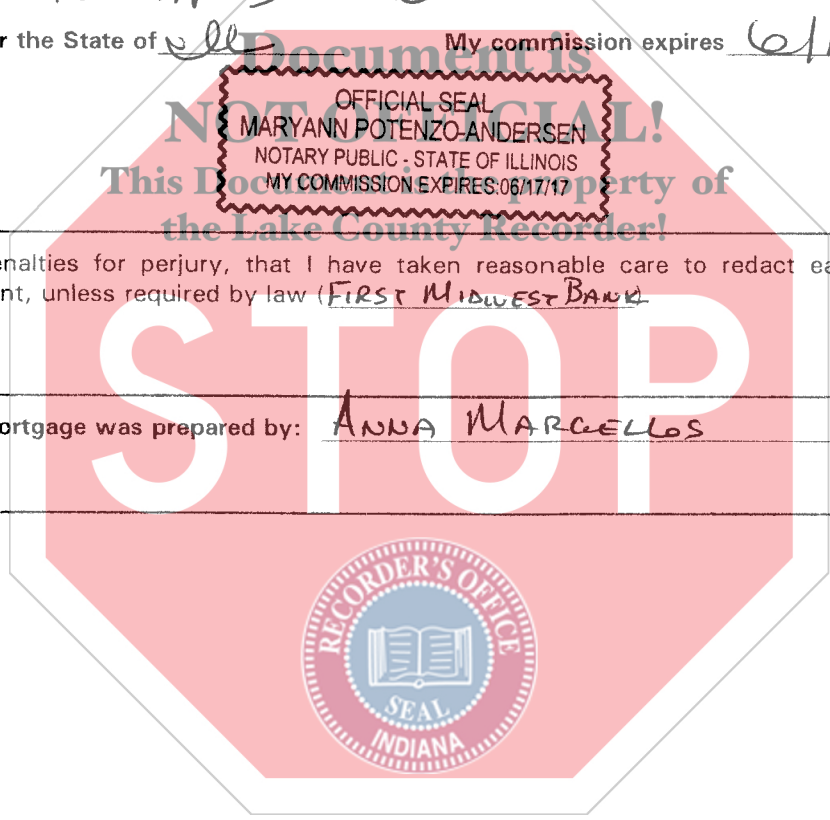 r the State of Ill My commission expires 6/
Document is
NOT OFFICIAL!
This Document is the property of
the Lake County Recorder!
OFFICIAL SEAL
MARYANN POTENZO-ANDERSEN
NOTARY PUBLIC - STATE OF ILLINOIS
MY COMMISSION EXPIRES:06/17/17
enalties for perjury, that I have taken reasonable care to redact ea
nt, unless required by law (FIRST MIDWEST BANK
STOP
ortgage was prepared by: ANNA MARCELLOS
RECORDER'S OFFICE
SEAL
INDIANA